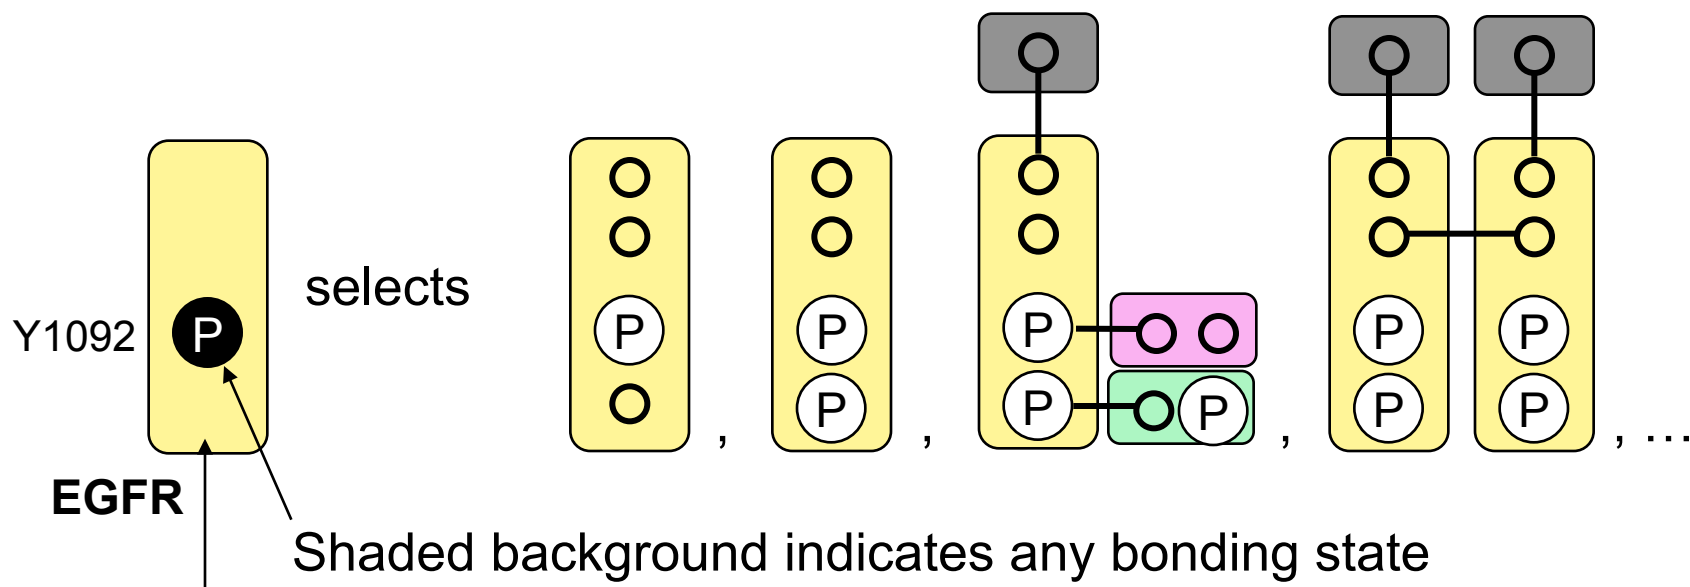 P P P P P
Y1092 P selects
P P P P P
, , , , …
EGFR
Shaded background indicates any bonding state